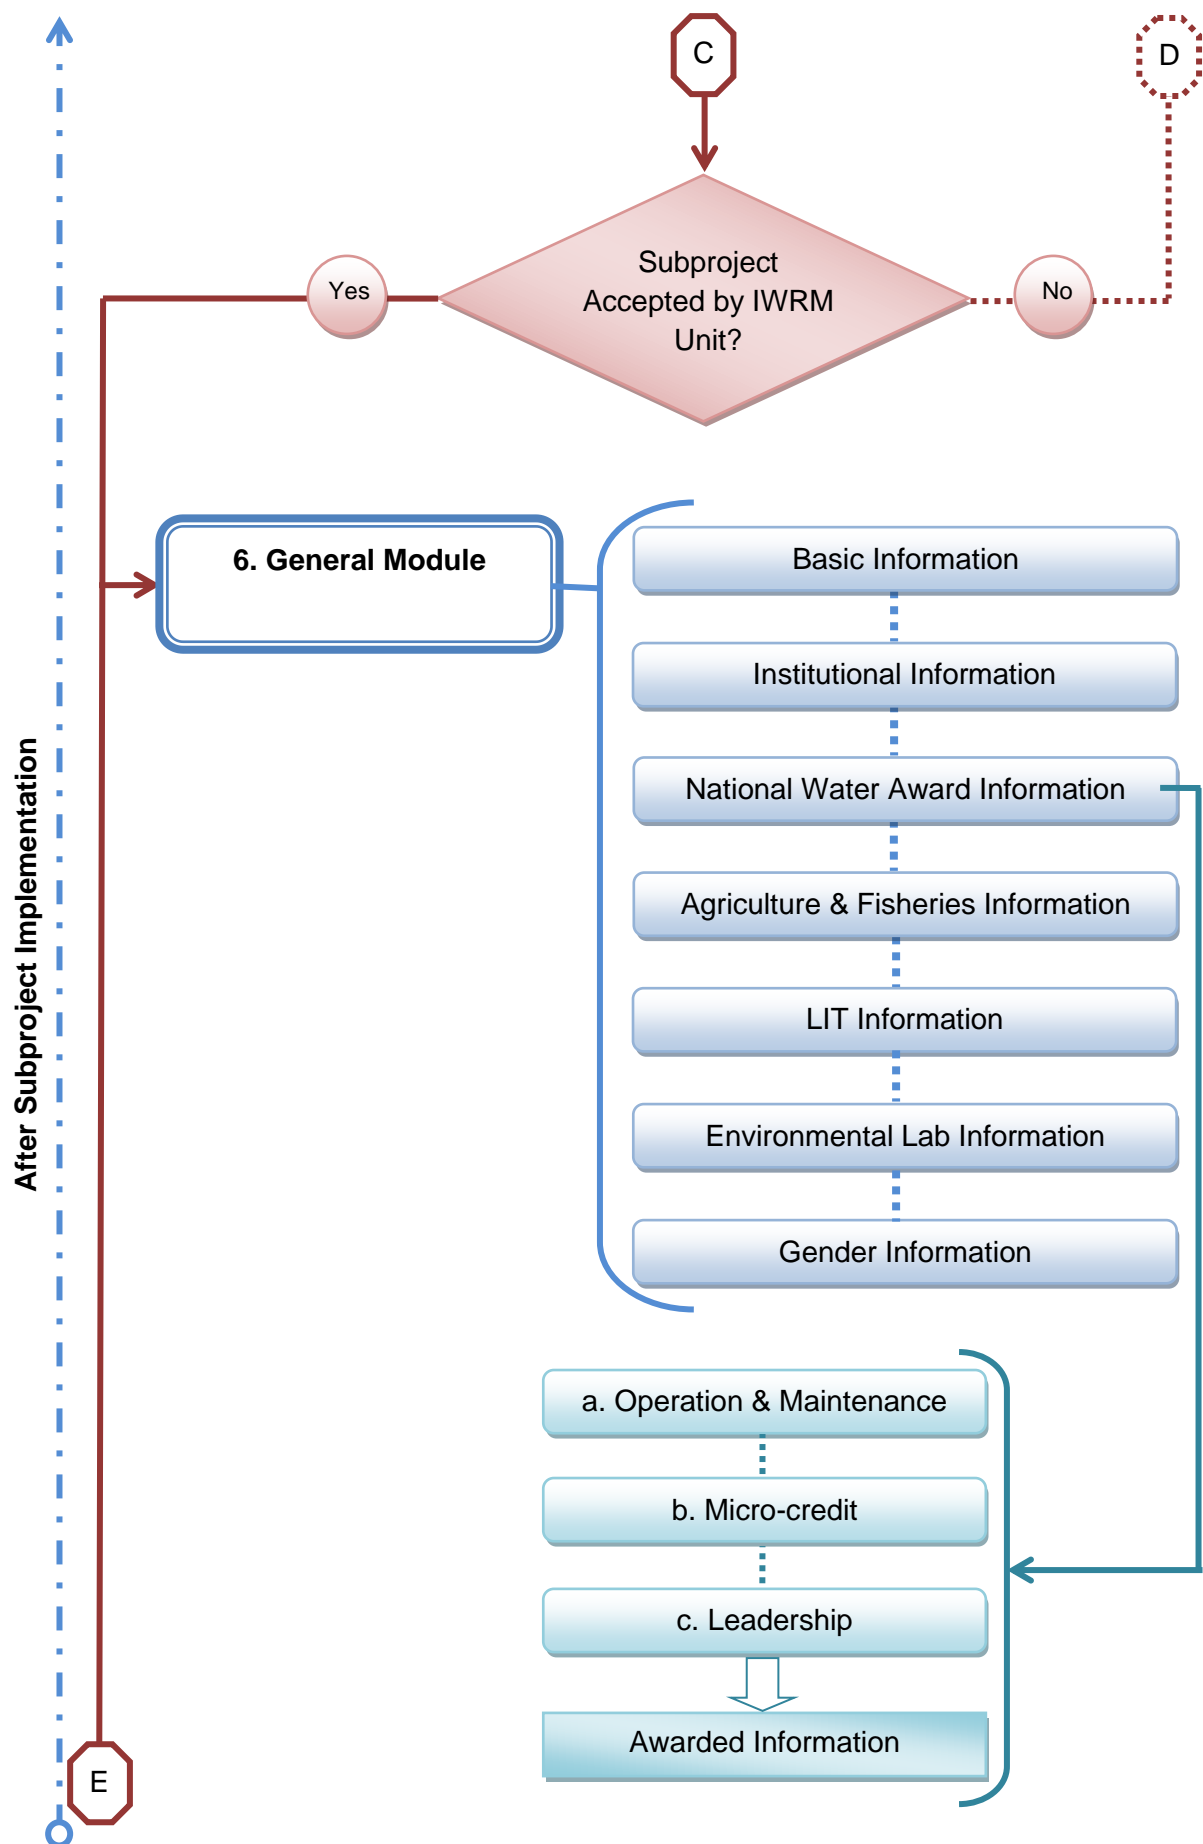 C
D
Subproject
Accepted by IWRM
Unit?
Yes
No
6. General Module
Basic Information
Institutional Information
National Water Award Information
Agriculture & Fisheries Information
LIT Information
Environmental Lab Information
Gender Information
After Subproject Implementation
a. Operation & Maintenance
b. Micro-credit
c. Leadership
Awarded Information
E